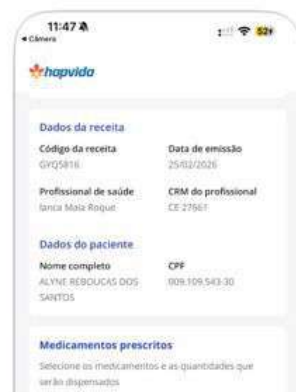 11:47
52
Câmera
hapvida
Dados da receita
Código da receita
Data de emissão
GYQ5816
25/02/2026
Profissional de saúde
CRM do profissional
Ianca Maia Roque
CE 27661
Dados do paciente
Nome completo
CPF
ALYNE REBOUCAS DOS
SANTOS
009.109.543-30
Medicamentos prescritos
Selecione os medicamentos e as quantidades que
serão dispensados